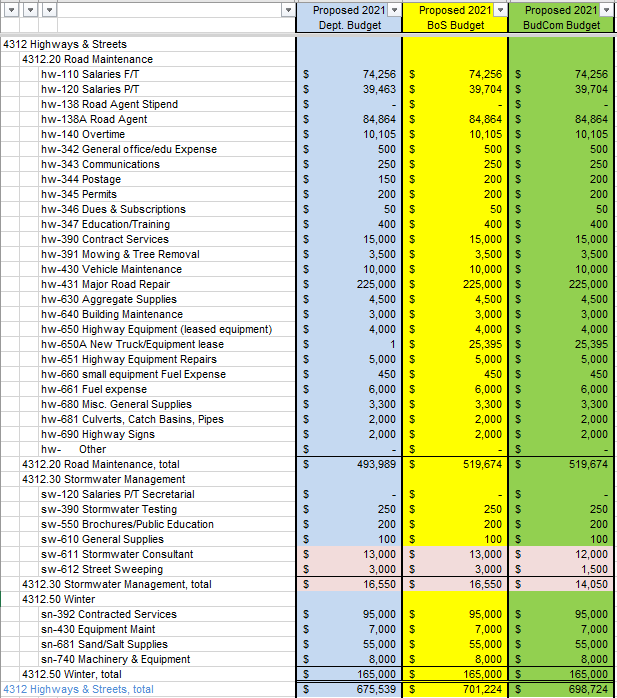 Proposed 2021 Proposed 2021 Proposed 2021
Dept. Budget BoS Budget BudCom Budget
4312 Highways & Streets
4312.20 Road Maintenance
hw-110 Salaries F/T $ 74,256 $ 74,256 $ 74,256
hw-120 Salaries P/T $ 39,463 $ 39,704 $ 39,704
hw-138 Road Agent Stipend $ - $ - $ -
hw-138A Road Agent $ 84,864 $ 84,864 $ 84,864
hw-140 Overtime $ 10,105 $ 10,105 $ 10,105
hw-342 General office/edu Expense $ 500 $ 500 $ 500
hw-343 Communications $ 250 $ 250 $ 250
hw-344 Postage $ 150 $ 200 $ 200
hw-345 Permits $ 200 $ 200 $ 200
hw-346 Dues & Subscriptions $ 50 $ 50 $ 50
hw-347 Education/Training $ 400 $ 400 $ 400
hw-390 Contract Services $ 15,000 $ 15,000 $ 15,000
hw-391 Mowing & Tree Removal $ 3,500 $ 3,500 $ 3,500
hw-430 Vehicle Maintenance $ 10,000 $ 10,000 $ 10,000
hw-431 Major Road Repair $ 225,000 $ 225,000 $ 225,000
hw-630 Aggregate Supplies $ 4,500 $ 4,500 $ 4,500
hw-640 Building Maintenance $ 3,000 $ 3,000 $ 3,000
hw-650 Highway Equipment (leased equipment) $ 4,000 $ 4,000 $ 4,000
hw-650A New Truck/Equipment lease $ 1 $ 25,395 $ 25,395
hw-651 Highway Equipment Repairs $ 5,000 $ 5,000 $ 5,000
hw-660 small equipment Fuel Expense $ 450 $ 450 $ 450
hw-661 Fuel expense $ 6,000 $ 6,000 $ 6,000
hw-680 Misc. General Supplies $ 3,300 $ 3,300 $ 3,300
hw-681 Culverts, Catch Basins, Pipes $ 2,000 $ 2,000 $ 2,000
hw-690 Highway Signs $ 2,000 $ 2,000 $ 2,000
hw- Other $ - $ - $ -
4312.20 Road Maintenance, total $ 493,989 $ 519,674 $ 519,674
4312.30 Stormwater Management
sw-120 Salaries P/T Secretarial $ - $ - $ -
sw-390 Stormwater Testing $ 250 $ 250 $ 250
sw-550 Brochures/Public Education $ 200 $ 200 $ 200
sw-610 General Supplies $ 100 $ 100 $ 100
sw-611 Stormwater Consultant $ 13,000 $ 13,000 $ 12,000
sw-612 Street Sweeping $ 3,000 $ 3,000 $ 1,500
4312.30 Stormwater Management, total $ 16,550 $ 16,550 $ 14,050
4312.50 Winter
sn-392 Contracted Services $ 95,000 $ 95,000 $ 95,000
sn-430 Equipment Maint $ 7,000 $ 7,000 $ 7,000
sn-681 Sand/Salt Supplies $ 55,000 $ 55,000 $ 55,000
sn-740 Machinery & Equipment $ 8,000 $ 8,000 $ 8,000
4312.50 Winter, total $ 165,000 $ 165,000 $ 165,000
4312 Highways & Streets, total $ 675,539 $ 701,224 $ 698,724